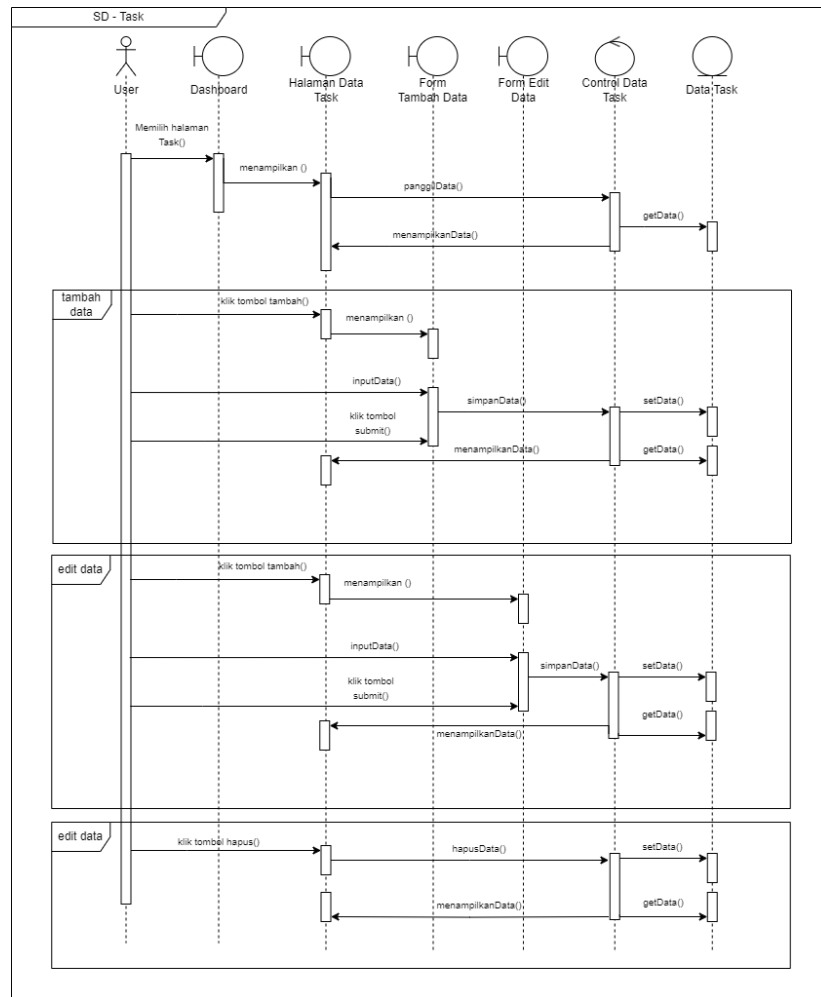 SD - Task
User
Dashboard
Halaman Data
Task
Form
Tambah Data
Form Edit
Data
Control Data
Task
Data Task
Memilih halaman
Task()
menampilkan ()
panggilData()
getData()
menampilkanData()
tambah
data
klik tombol tambah()
menampilkan ()
inputData()
simpanData()
setData()
klik tombol
submit()
menampilkanData()
getData()
edit data
klik tombol tambah()
menampilkan ()
inputData()
simpanData()
setData()
klik tombol
submit()
getData()
menampilkanData()
edit data
klik tombol hapus()
hapusData()
setData()
menampilkanData()
getData()